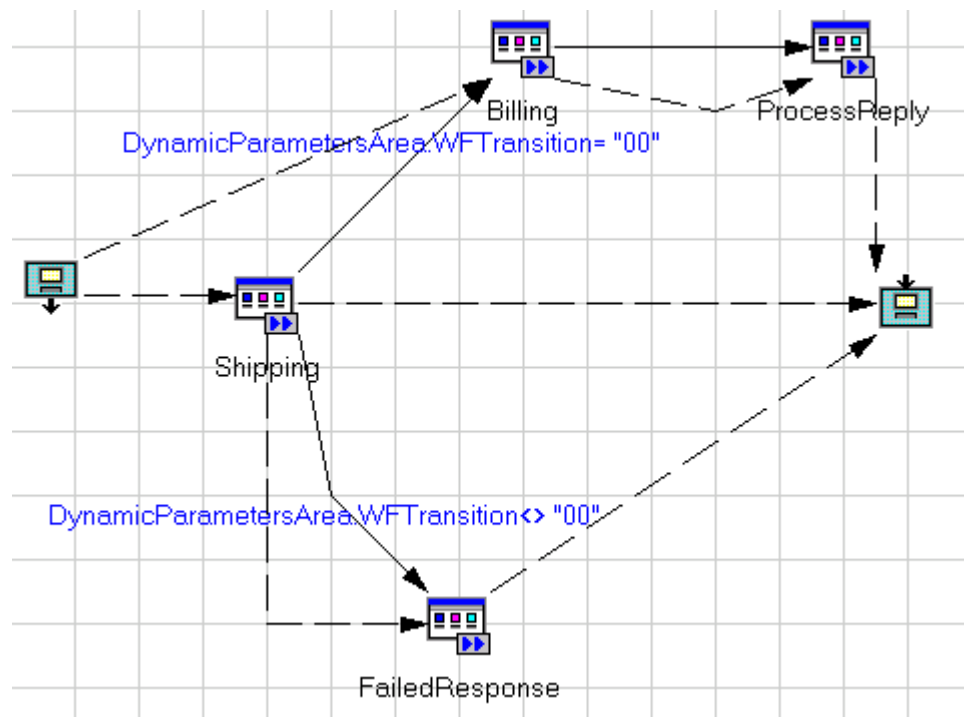 Billing
ProcessReply
DynamicParametersArea.WFTransition= "00"
Shipping
DynamicParametersArea.WFTransition<> "00"
FailedResponse